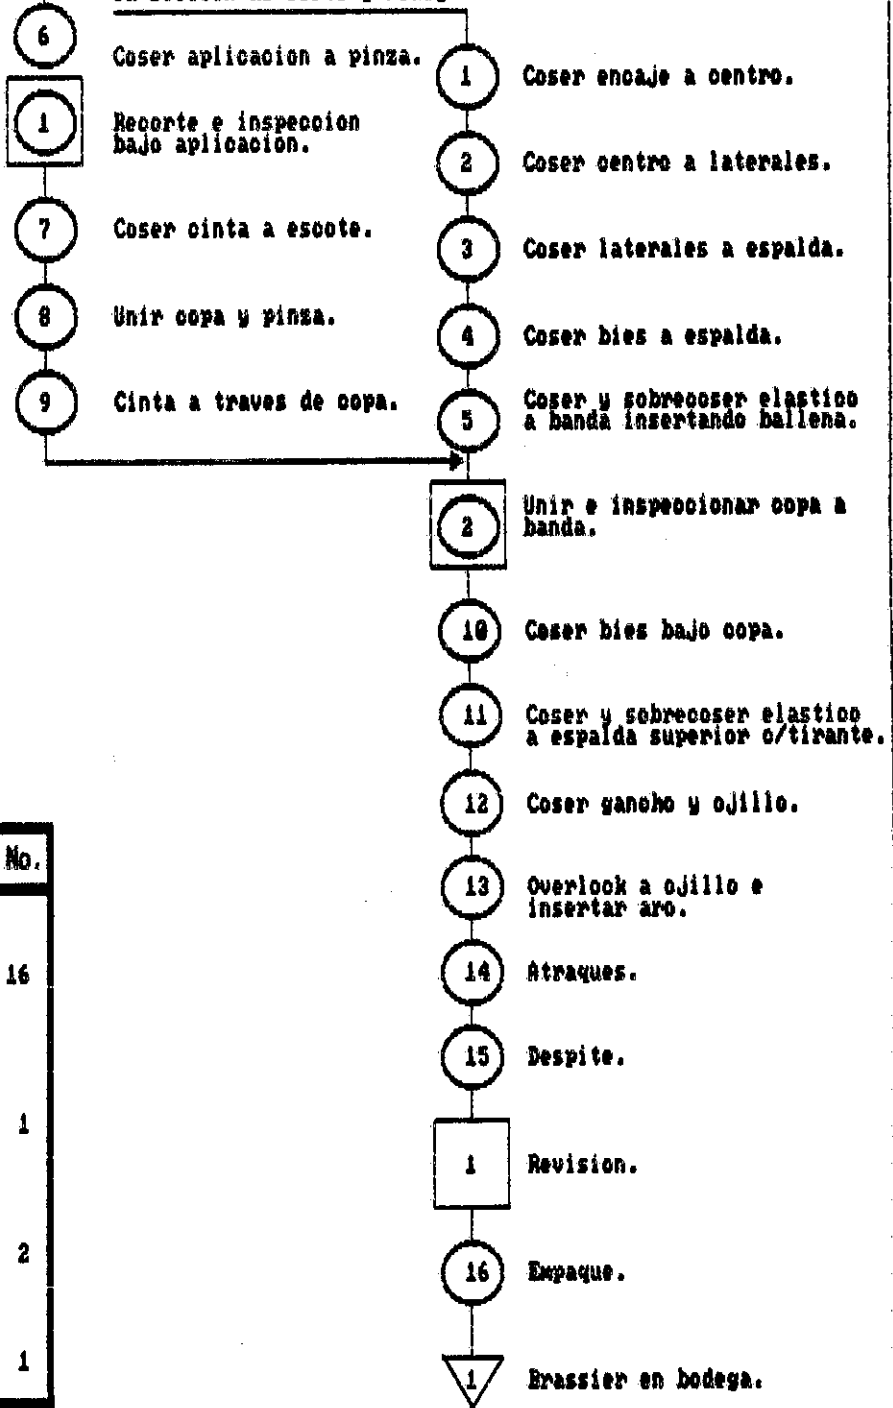 6
Coser aplicacion a pinza.
1
Recorte e inspeccion
bajo aplicación.
7
Coser cinta a escote.
8
Unir copa y pinza.
9
Cinta a traves de copa.
1
Coser encaje a centro.
2
Coser centro a laterales.
3
Coser laterales a espalda.
4
Coser bies a espalda.
5
Coser y sobrecoser elastico
a banda insertando ballena.
2
Unir e inspeccionar copa a
banda.
10
Coser bies bajo copa.
11
Coser y sobrecoser elastico
a espalda superior c/tirante.
12
Coser gancho y ojillo.
13
Overlook a ojillo e
insertar aro.
14
Atraques.
15
Despite.
1
Revision.
16
Empaque.
1
Brassier en bodega.
No.
16
1
2
1